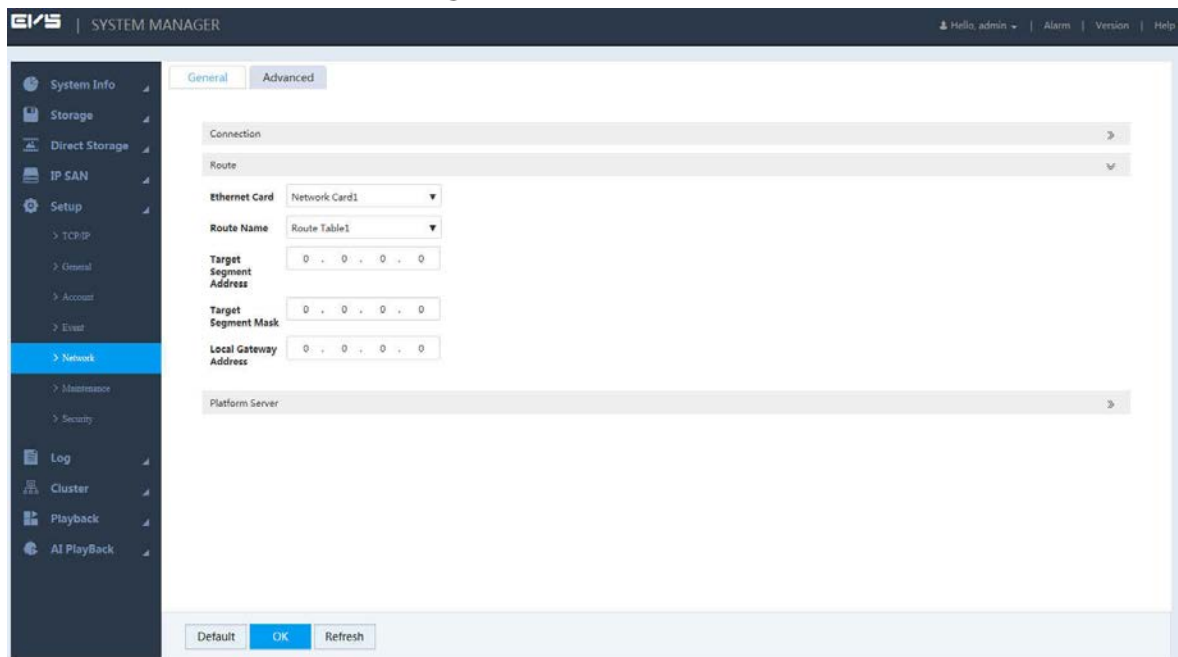 EVS | SYSTEM MANAGER
Hello, admin | Alarm | Version | Help
System Info
Storage
Direct Storage
IP SAN
Setup
> TCP/IP
> General
> Account
> Event
> Network
> Maintenance
> Security
Log
Cluster
Playback
AI PlayBack
General Advanced
Connection
Route
Ethernet Card Network Card1
Route Name Route Table1
Target
Segment
Address
0 . 0 . 0 . 0
Target
Segment Mask
0 . 0 . 0 . 0
Local Gateway
Address
0 . 0 . 0 . 0
Platform Server
Default OK Refresh